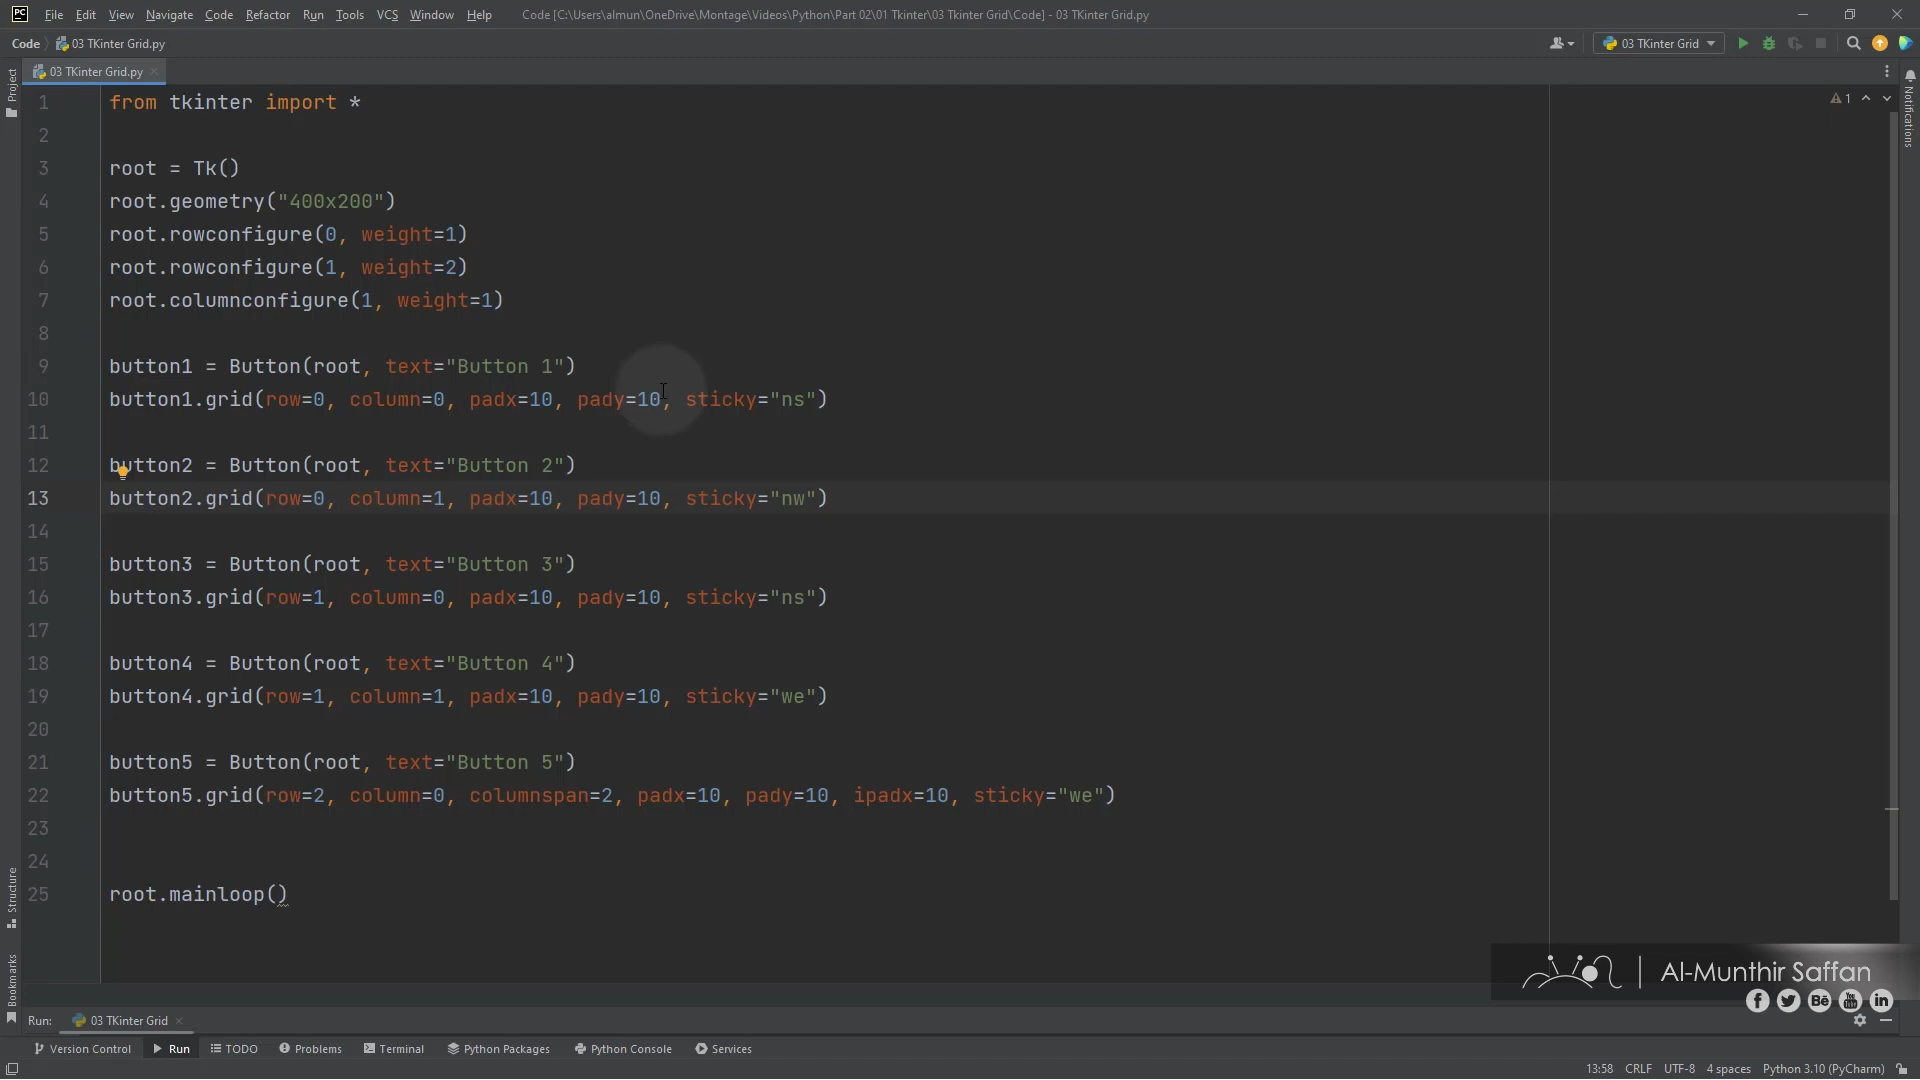 PC File Edit View Navigate Code Refactor Run Tools VCS Window Help Code [C:\Users\almun\OneDrive\Montage\Videos\Python\Part 02\01 Tkinter\03 Tkinter Grid\Code] - 03 TKinter Grid.py
Code 03 TKinter Grid.py 03 TKinter Grid
Project 03 TKinter Grid.py
Notifications
1
1 from tkinter import *
2
3 root = Tk()
4 root.geometry("400x200")
5 root.rowconfigure(0, weight=1)
6 root.rowconfigure(1, weight=2)
7 root.columnconfigure(1, weight=1)
8
9 button1 = Button(root, text="Button 1")
10 button1.grid(row=0, column=0, padx=10, pady=10, sticky="ns")
11
12 button2 = Button(root, text="Button 2")
13 button2.grid(row=0, column=1, padx=10, pady=10, sticky="nw")
14
15 button3 = Button(root, text="Button 3")
16 button3.grid(row=1, column=0, padx=10, pady=10, sticky="ns")
17
18 button4 = Button(root, text="Button 4")
19 button4.grid(row=1, column=1, padx=10, pady=10, sticky="we")
20
21 button5 = Button(root, text="Button 5")
22 button5.grid(row=2, column=0, columnspan=2, padx=10, pady=10, ipadx=10, sticky="we")
23
24
25 root.mainloop()
Structure
Bookmarks
Al-Munthir Saffan
f Bē You Tube in
Run: 03 TKinter Grid
Version Control Run TODO Problems Terminal Python Packages Python Console Services
13:58 CRLF UTF-8 4 spaces Python 3.10 (PyCharm)